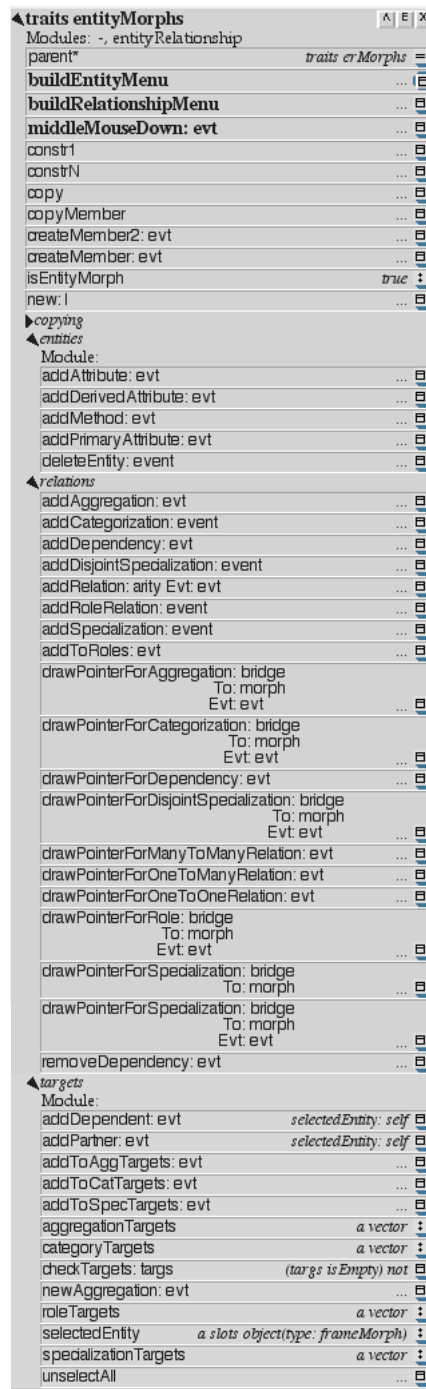 traits entityMorphs ^ E X
Modules: -, entityRelationship
parent* traits erMorphs =
buildEntityMenu ...
buildRelationshipMenu ...
middleMouseDown: evt ...
constr1 ...
constrN ...
copy ...
copyMember ...
createMember2: evt ...
createMember: evt ...
isEntityMorph true :
new: l ...
copying
entities
Module:
addAttribute: evt ...
addDerivedAttribute: evt ...
addMethod: evt ...
addPrimaryAttribute: evt ...
deleteEntity: event ...
relations
addAggregation: evt ...
addCategorization: event ...
addDependency: evt ...
addDisjointSpecialization: event ...
addRelation: arity Evt: evt ...
addRoleRelation: event ...
addSpecialization: event ...
addToRoles: evt ...
drawPointerForAggregation: bridge
To: morph
Evt: evt ...
drawPointerForCategorization: bridge
To: morph
Evt: evt ...
drawPointerForDependency: evt ...
drawPointerForDisjointSpecialization: bridge
To: morph
Evt: evt ...
drawPointerForManyToManyRelation: evt ...
drawPointerForOneToManyRelation: evt ...
drawPointerForOneToOneRelation: evt ...
drawPointerForRole: bridge
To: morph
Evt: evt ...
drawPointerForSpecialization: bridge
To: morph ...
drawPointerForSpecialization: bridge
To: morph
Evt: evt ...
removeDependency: evt ...
targets
Module:
addDependent: evt selectedEntity: self
addPartner: evt selectedEntity: self
addToAggTargets: evt ...
addToCatTargets: evt ...
addToSpecTargets: evt ...
aggregationTargets a vector :
categoryTargets a vector :
checkTargets: targs (targs isEmpty) not
newAggregation: evt ...
roleTargets a vector :
selectedEntity a slots object(type: frameMorph) :
specializationTargets a vector :
unselectAll ...